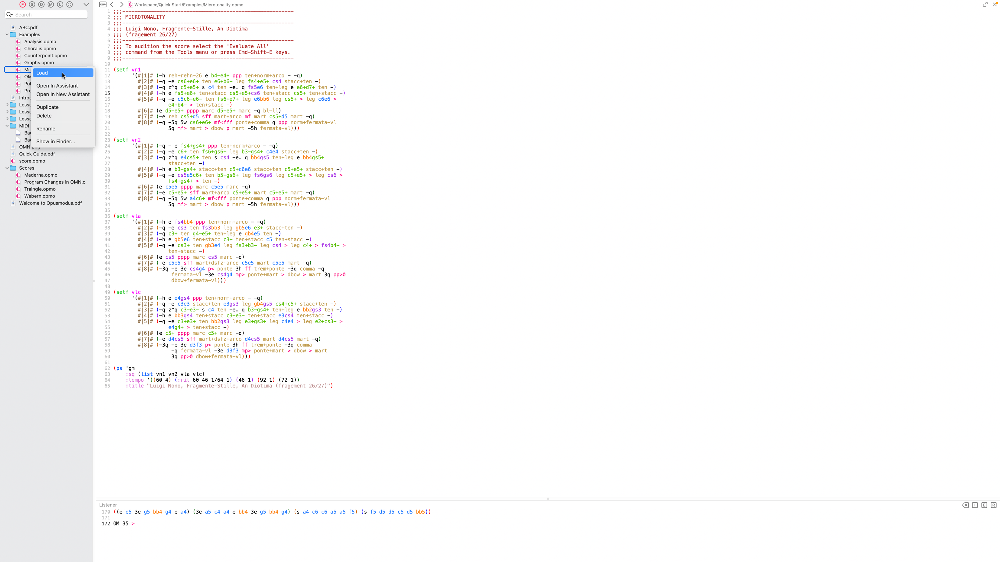 F S D M L
Workspace/Quick Start/Examples/Microtonality.opmo
Search
ABC.pdf
Examples
Analysis.opmo
Choralis.opmo
Counterpoint.opmo
Graphs.opmo
Mic
OM
Pol
Pre
Introd
Lesso
Lesso
Lesso
MIDI
Bac
Bac
OMN.png
Quick Guide.pdf
score.opmo
Scores
Maderna.opmo
Program Changes in OMN.o
Traingle.opmo
Webern.opmo
Welcome to Opusmodus.pdf
Load
Open In Assistant
Open In New Assistant
Duplicate
Delete
Rename
Show in Finder...
1 ;;;---------------------------------------------------------
2 ;;; MICROTONALITY
3 ;;;---------------------------------------------------------
4 ;;; Luigi Nono, Fragmente-Stille, An Diotima
5 ;;; (fragement 26/27)
6 ;;;---------------------------------------------------------
7 ;;; To audition the score select the 'Evaluate All'
8 ;;; command from the Tools menu or press Cmd-Shift-E keys.
9 ;;;---------------------------------------------------------
10
11 (setf vn1
12 '(#|1|# (-h reh+rehn-26 e b4-e4+ ppp ten+norm+arco - -q)
13 #|2|# (-q -e cs6+e6+ ten e6+b6- leg fs4+e5+ cs4 stacc+ten -)
14 #|3|# (-q z^q c5+e5+ s c4 ten -e. q fs5e6 ten+leg e e6+d7+ ten -)
15 #|4|# (-h e fs5+e6+ ten+stacc cs5+e5+cs6 ten+stacc cs5+ ten+stacc -)
16 #|5|# (-q -e c5c6-e6- ten fs6+e7+ leg e6bb6 leg cs5+ > leg c6e6 >
17 e4+b4- > ten+stacc -)
18 #|6|# (e d5-e5+ pppp marc d5-e5+ marc -q bl-ll)
19 #|7|# (-e reh cs5+d5 sff mart+arco mf mart cs5+d5 mart -q)
20 #|8|# (-q -5q 5w cs6+e6+ mf<fff ponte+comma q ppp norm+fermata-vl
21 5q mf> mart > dbow p mart -5h fermata-vl)))
22
23 (setf vn2
24 '(#|1|# (-q - e fs4+gs4+ ppp ten+norm+arco - -q)
25 #|2|# (-q -e c6+ ten fs6+gs6+ leg b3-gs4+ c4e4 stacc+ten -)
26 #|3|# (-q z^q e4cs5+ ten s cs4 -e. q bb4gs5 ten+leg e bb4gs5+
27 stacc+ten -)
28 #|4|# (-h e b3-gs4+ stacc+ten c5+c6e6 stacc+ten c5+e5+ stacc+ten -)
29 #|5|# (-q -e cs5e5c6+ ten b5-gs6+ leg fs6gs6 leg c5+e5+ > leg cs6 >
30 fs4+gs4+ > ten -)
31 #|6|# (e c5e5 pppp marc c5e5 marc -q)
32 #|7|# (-e c5+e5+ sff mart+arco c5+e5+ mart c5+e5+ mart -q)
33 #|8|# (-q -5q 5w a4c6+ mf<fff ponte+comma q ppp norm+fermata-vl
34 5q mf> mart > dbow p mart -5h fermata-vl)))
35
36 (setf vla
37 '(#|1|# (-h e fs4bb4 ppp ten+norm+arco - -q)
38 #|2|# (-q -e cs3 ten fs3bb3 leg gb5e6 e3+ stacc+ten -)
39 #|3|# (-q c3+ ten g4-e5+ ten+leg e gb4e5 ten -)
40 #|4|# (-h e gb5e6 ten+stacc c3+ ten+stacc c5 ten+stacc -)
41 #|5|# (-q -e cs3+ ten gb3e4 leg fs3+b3- leg cs4 > leg c4+ > fs4b4- >
42 ten+stacc -)
43 #|6|# (e cs5 pppp marc cs5 marc -q)
44 #|7|# (-e c5e5 sff mart+dsfz+arco c5e5 mart c5e5 mart -q)
45 #|8|# (-3q -e 3e cs4g4 p< ponte 3h ff trem+ponte -3q comma -q
46 fermata-vl -3e cs4g4 mp> ponte+mart > dbow > mart 3q pp>0
47 dbow+fermata-vl)))
48
49 (setf vlc
50 '(#|1|# (-h e e4gs4 ppp ten+norm+arco - -q)
51 #|2|# (-q -e c3e3 stacc+ten e3gs3 leg gb4gs5 cs4+c5+ stacc+ten -)
52 #|3|# (-q z^q c3-e3- s c4 ten -e. q b3-gs4+ ten+leg e bb2gs3 ten -)
53 #|4|# (-h e bb3gs4 ten+stacc c3-e3- ten+stacc e3cs4 ten+stacc -)
54 #|5|# (-q -e c3+e3+ ten bb2gs3 leg e3+gs3+ leg c4e4 > leg e2+cs3+ >
55 e4g4+ > ten+stacc -)
56 #|6|# (e c5+ pppp marc c5+ marc -q)
57 #|7|# (-e d4cs5 sff mart+dsfz+arco d4cs5 mart d4cs5 mart -q)
58 #|8|# (-3q -e 3e d3f3 p< ponte 3h ff trem+ponte -3q comma
59 -q fermata-vl -3e d3f3 mp> ponte+mart > dbow > mart
60 3q pp>0 dbow+fermata-vl)))
61
62 (ps 'gm
63 :sq (list vn1 vn2 vla vlc)
64 :tempo '((60 4) (:rit 60 46 1/64 1) (46 1) (92 1) (72 1))
65 :title "Luigi Nono, Fragmente-Stille, An Diotima (fragement 26/27)")
Listener
I E R
170 ((e e5 3e g5 bb4 g4 e a4) (3e a5 c4 a4 e bb4 3e g5 bb4 g4) (s a4 c6 c6 a5 a5 f5) (s f5 d5 d5 c5 d5 bb5))
171
172 OM 35 >